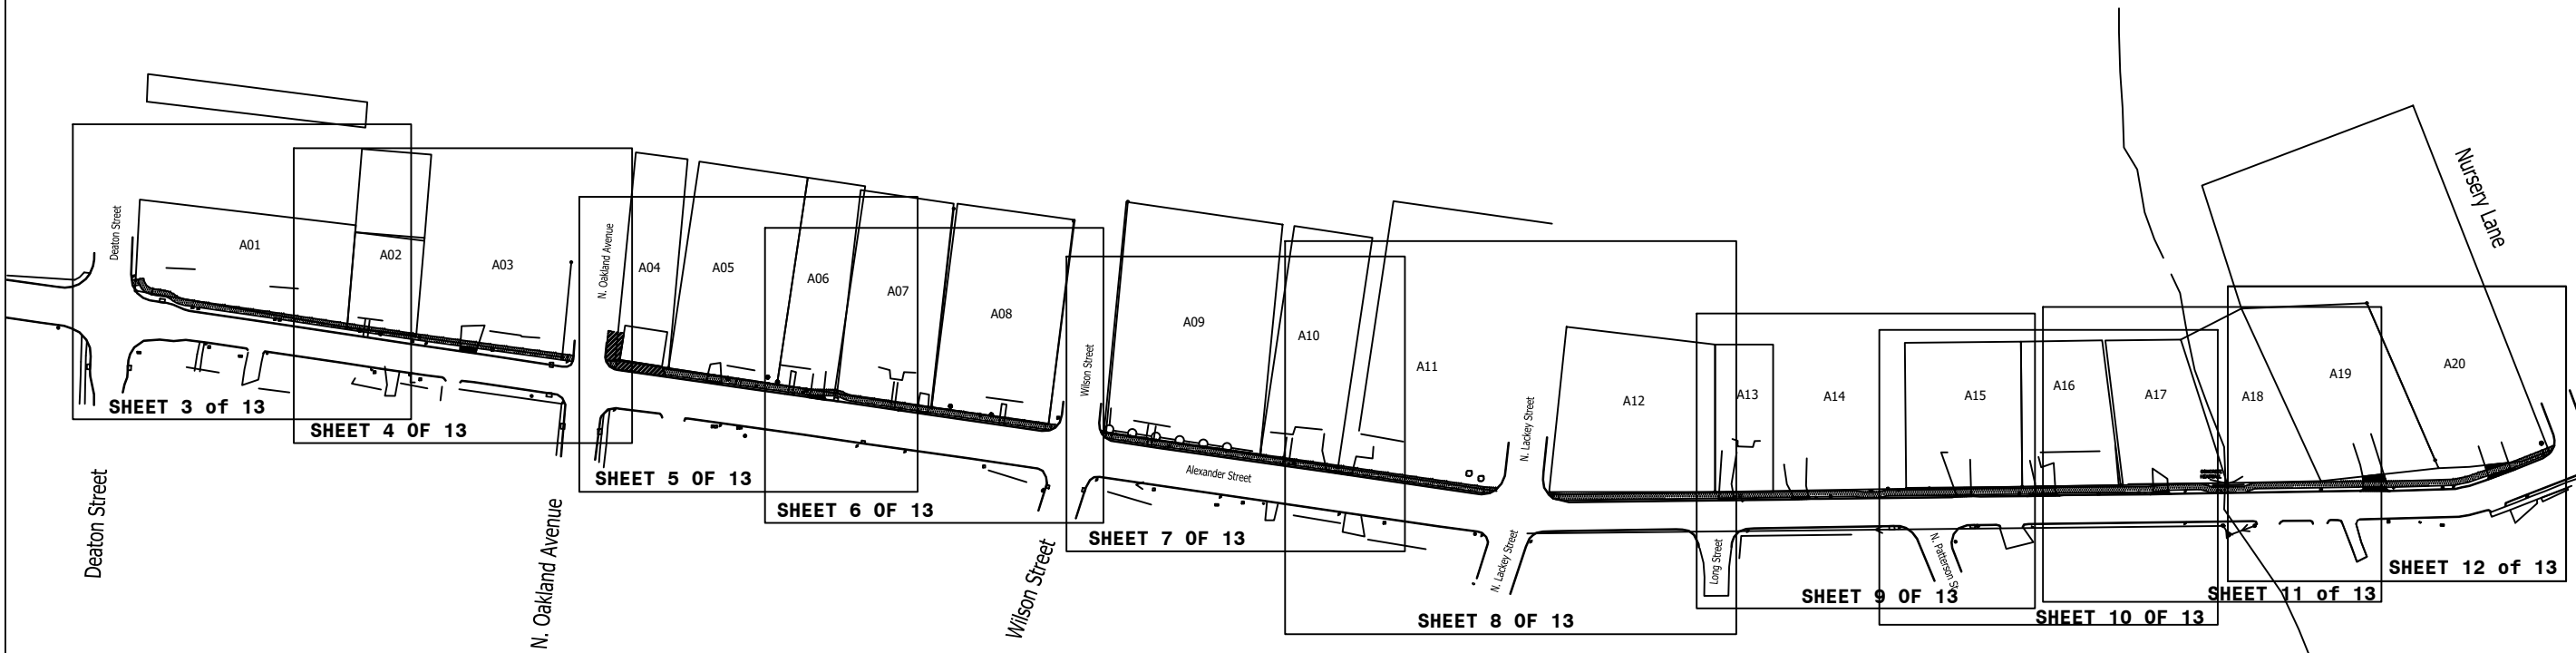 Deaton Street
A01
A02
A03
N. Oakland Avenue
A04
A05
A06
A07
A08
Wilson Street
A09
A10
A11
N. Lackey Street
A12
A13
A14
A15
A16
A17
A18
A19
A20
Nursery Lane
Alexander Street
N. Lackey Street
Long Street
N. Patterson St
SHEET 3 of 13
SHEET 4 OF 13
SHEET 5 OF 13
SHEET 6 OF 13
SHEET 7 OF 13
SHEET 8 OF 13
SHEET 9 OF 13
SHEET 10 OF 13
SHEET 11 of 13
SHEET 12 of 13
Deaton Street
N. Oakland Avenue
Wilson Street